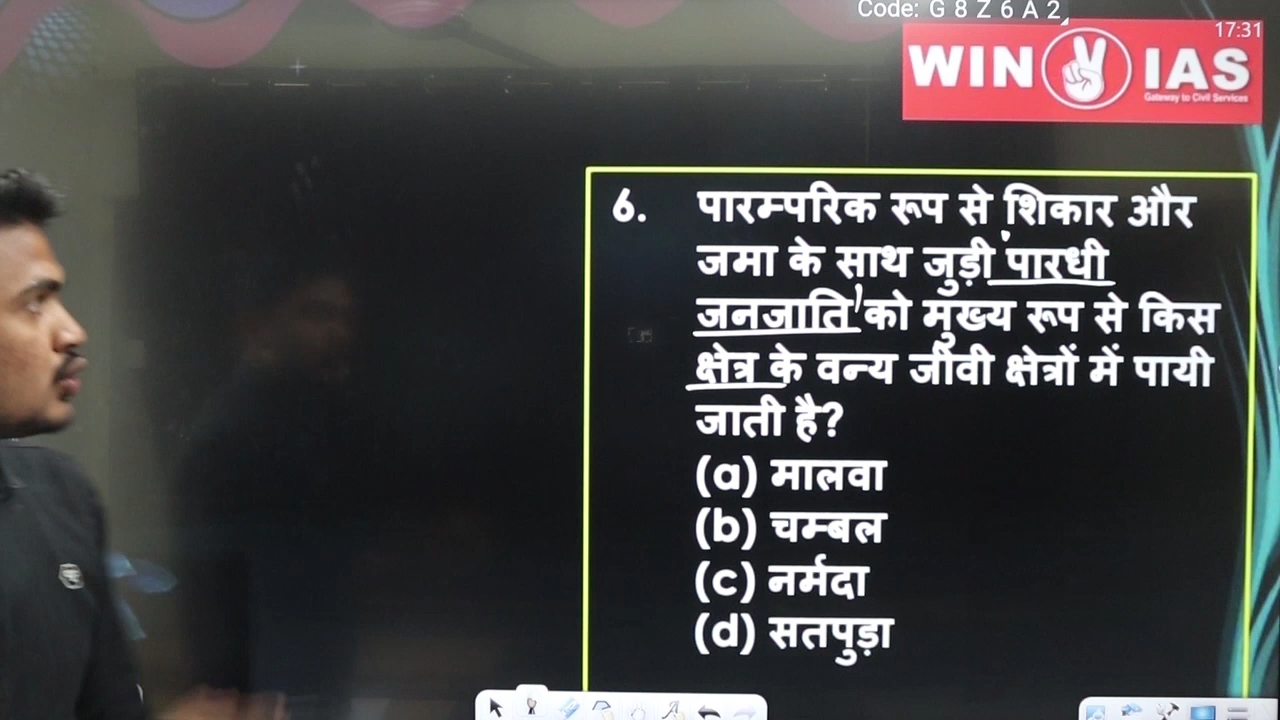 Code: G 8 Z 6 A 2
17:31
WIN IAS
Gateway to Civil Services
6. पारम्परिक रूप से शिकार और
जमा के साथ जुड़ी 'पारधी
जनजाति' को मुख्य रूप से किस
क्षेत्र के वन्य जीवी क्षेत्रों में पायी
जाती है?
(a) मालवा
(b) चम्बल
(c) नर्मदा
(d) सतपुड़ा